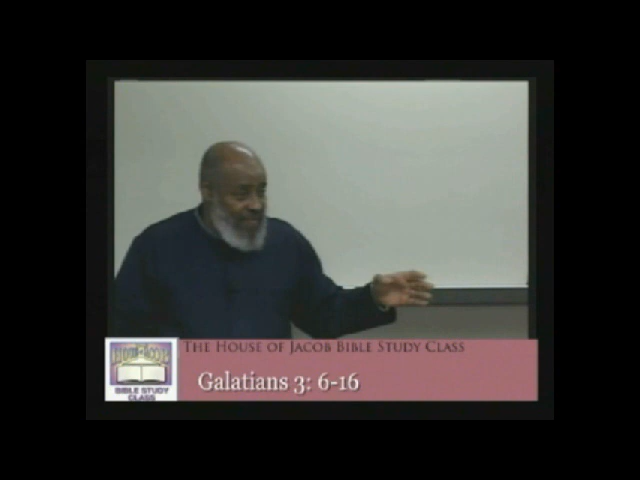 THE HOUSE OF JACOB BIBLE STUDY CLASS
Galatians 3: 6-16
BIBLE STUDY
CLASS